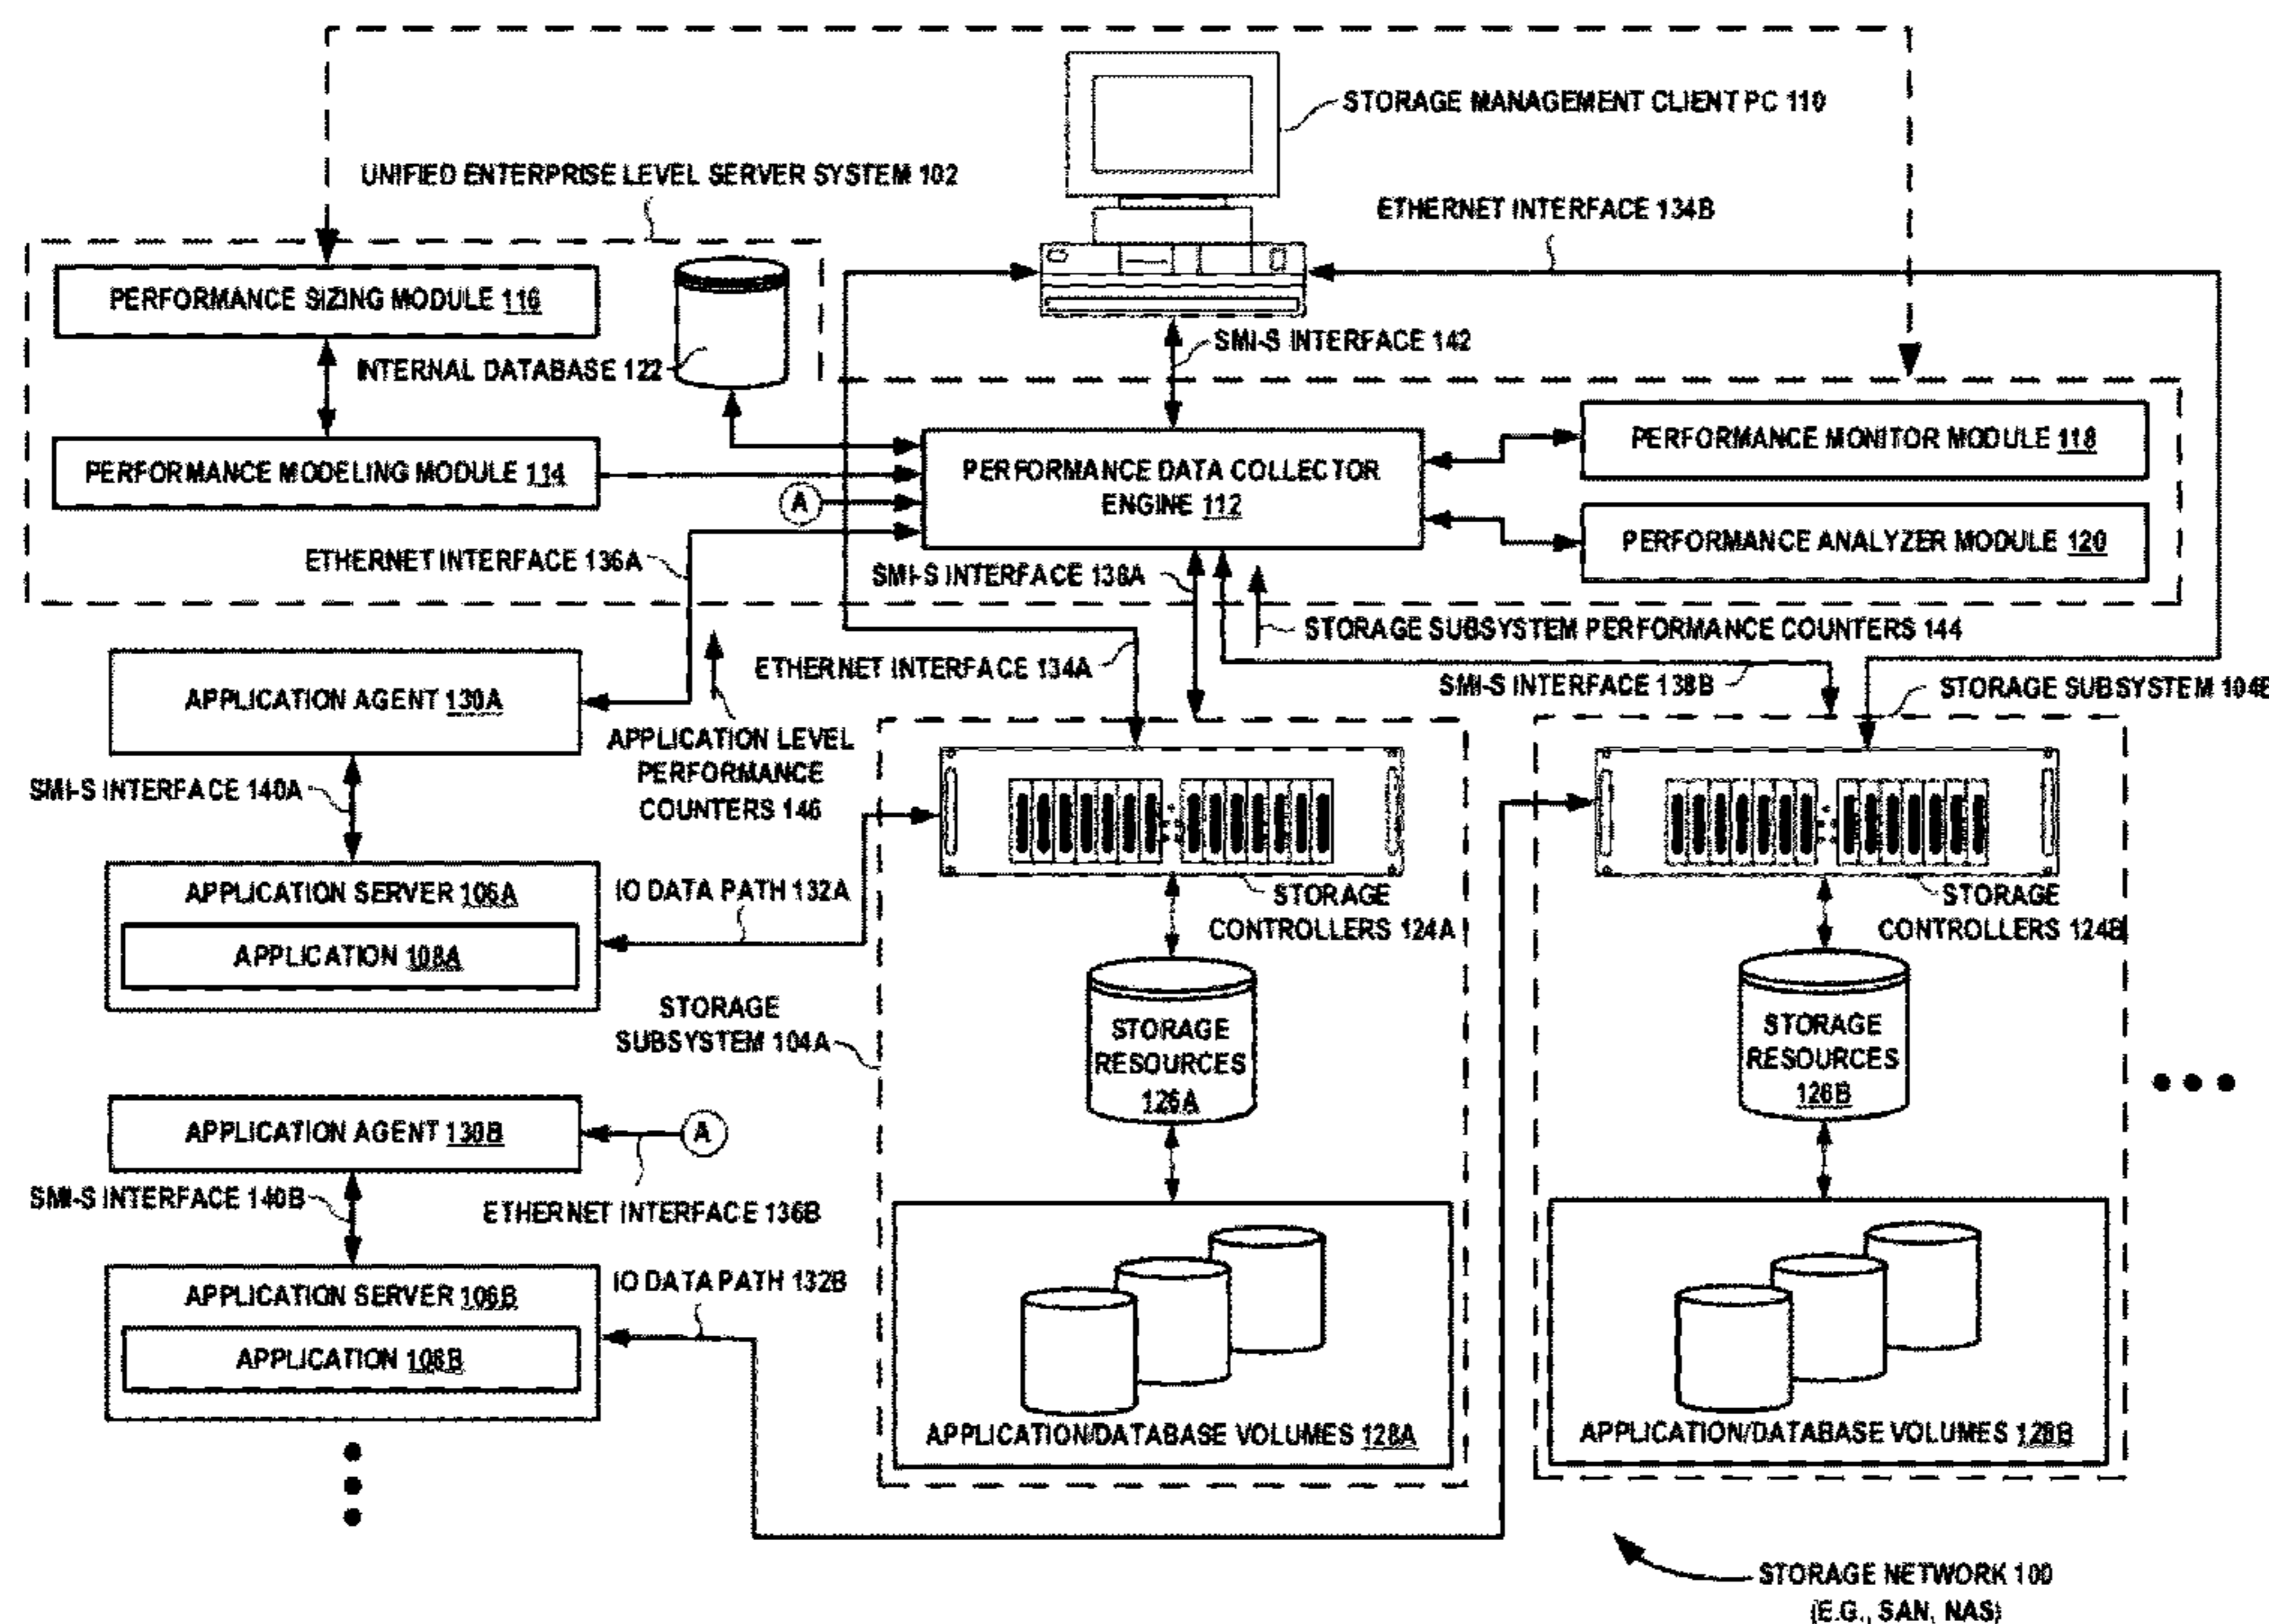 STORAGE MANAGEMENT CLIENT PC 110
UNIFIED ENTERPRISE LEVEL SERVER SYSTEM 102
ETHERNET INTERFACE 134B
PERFORMANCE SIZING MODULE 116
INTERNAL DATABASE 122
SMI-S INTERFACE 142
PERFORMANCE MODELING MODULE 114
PERFORMANCE DATA COLLECTOR
ENGINE 112
PERFORMANCE MONITOR MODULE 118
A
PERFORMANCE ANALYZER MODULE 120
ETHERNET INTERFACE 136A
SMI-S INTERFACE 138A
STORAGE SUBSYSTEM PERFORMANCE COUNTERS 144
ETHERNET INTERFACE 134A
SMI-S INTERFACE 138B
STORAGE SUBSYSTEM 104B
APPLICATION AGENT 130A
APPLICATION LEVEL
PERFORMANCE
COUNTERS 146
SMI-S INTERFACE 140A
APPLICATION SERVER 106A
APPLICATION 108A
IO DATA PATH 132A
STORAGE
CONTROLLERS 124A
STORAGE
CONTROLLERS 124B
STORAGE
SUBSYSTEM 104A
STORAGE
RESOURCES
126A
STORAGE
RESOURCES
126B
APPLICATION AGENT 130B
A
SMI-S INTERFACE 140B
ETHERNET INTERFACE 136B
APPLICATION SERVER 106B
APPLICATION 108B
IO DATA PATH 132B
APPLICATION/DATABASE VOLUMES 128A
APPLICATION/DATABASE VOLUMES 128B
STORAGE NETWORK 100
(E.G., SAN, NAS)